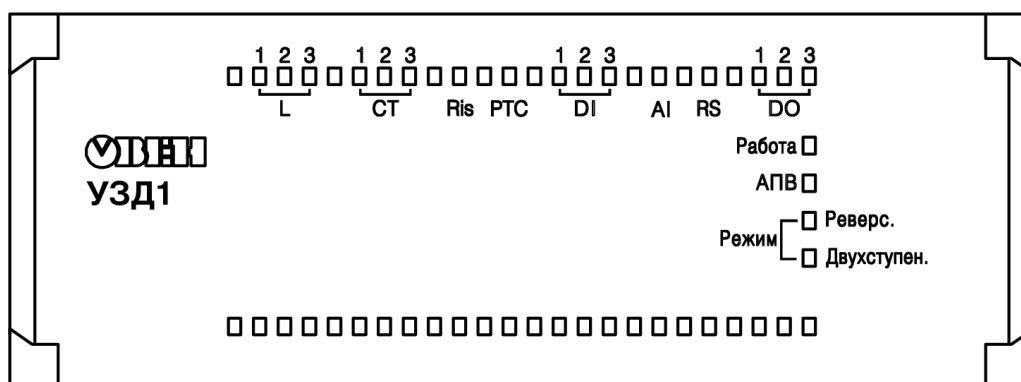 1 2 3 1 2 3 1 2 3 1 2 3
L CT Ris PTC DI AI RS DO
ОВЕН
УЗД1
Работа
АПВ
Режим
Реверс.
Двухступен.